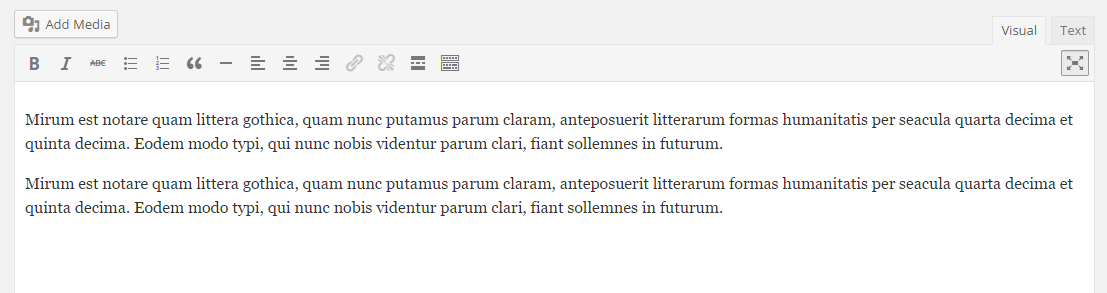 Add Media
Visual
Text
B I ABC
Mirum est notare quam littera gothica, quam nunc putamus parum claram, anteposuerit litterarum formas humanitatis per seacula quarta decima et
quinta decima. Eodem modo typi, qui nunc nobis videntur parum clari, fiant sollemnes in futurum.
Mirum est notare quam littera gothica, quam nunc putamus parum claram, anteposuerit litterarum formas humanitatis per seacula quarta decima et
quinta decima. Eodem modo typi, qui nunc nobis videntur parum clari, fiant sollemnes in futurum.